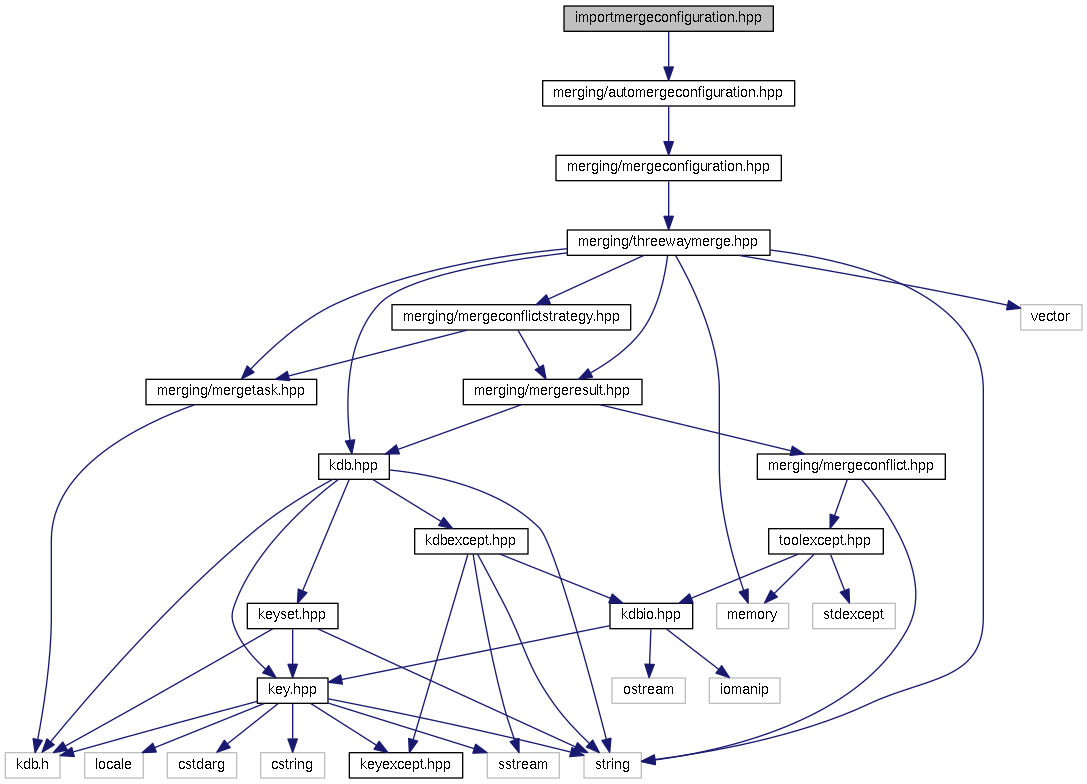 importmergeconfiguration.hpp
merging/automergeconfiguration.hpp
merging/mergeconfiguration.hpp
merging/threewaymerge.hpp
merging/mergeconflictstrategy.hpp
vector
merging/mergetask.hpp
merging/mergeresult.hpp
kdb.hpp
merging/mergeconflict.hpp
kdbexcept.hpp
toolexcept.hpp
keyset.hpp
kdbio.hpp
memory
stdexcept
key.hpp
ostream
iomanip
kdb.h
locale
cstdarg
cstring
keyexcept.hpp
sstream
string